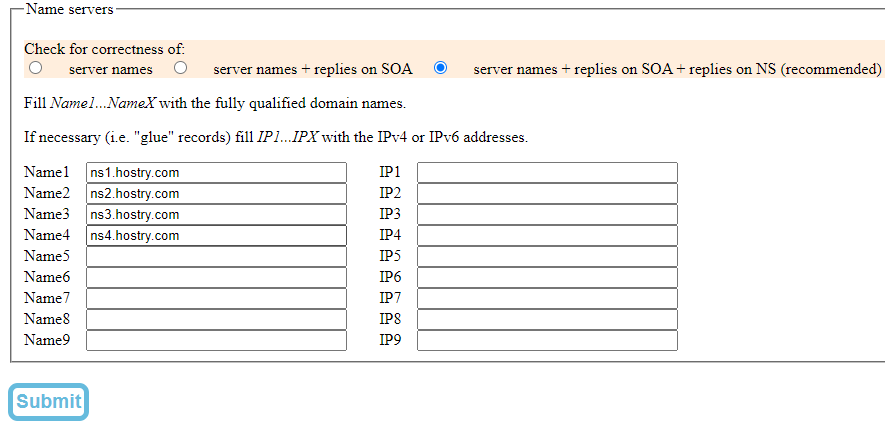 Name servers
Check for correctness of:
server names server names + replies on SOA server names + replies on SOA + replies on NS (recommended)
Fill Name1...NameX with the fully qualified domain names.
If necessary (i.e. "glue" records) fill IP1...IPX with the IPv4 or IPv6 addresses.
Name1 ns1.hostry.com IP1
Name2 ns2.hostry.com IP2
Name3 ns3.hostry.com IP3
Name4 ns4.hostry.com IP4
Name5 IP5
Name6 IP6
Name7 IP7
Name8 IP8
Name9 IP9
Submit